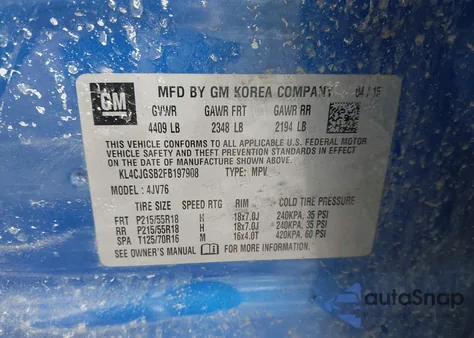 GM
MFD BY GM KOREA COMPANY 04 / 15
GVWR GAWR FRT GAWR RR
4409 LB 2348 LB 2194 LB
THIS VEHICLE CONFORMS TO ALL APPLICABLE U.S. FEDERAL MOTOR
VEHICLE SAFETY, BUMPER, AND THEFT PREVENTION STANDARDS IN EFFECT
ON THE DATE OF MANUFACTURE SHOWN ABOVE.
KL4CJGSB2FB197908 TYPE: MPV
MODEL: 4JV76
TIRE SIZE SPEED RTG RIM COLD TIRE PRESSURE
FRT P215/55R18 H 18x7.0J 240KPA, 35 PSI
RR P215/55R18 H 18x7.0J 240KPA, 35 PSI
SPA T125/70R16 M 16x4.0T 420KPA, 60 PSI
SEE OWNER'S MANUAL FOR MORE INFORMATION.
autoSnap